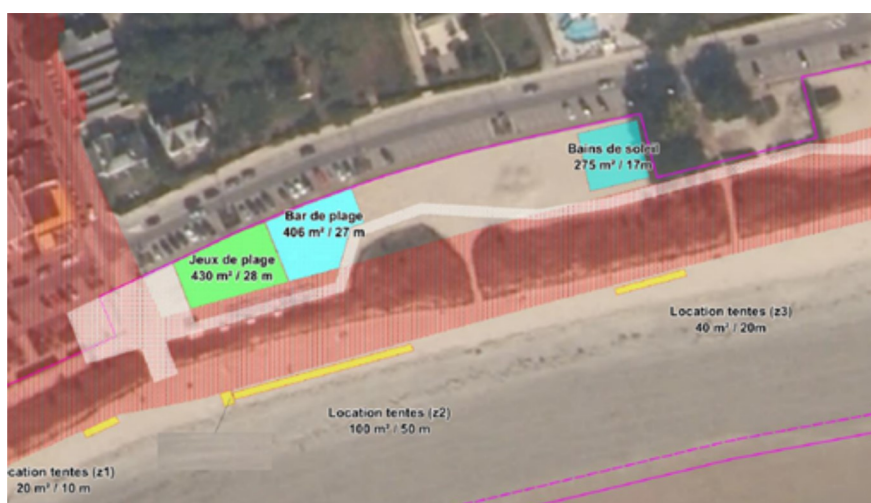 Bains de soleil
275 m² / 17m
Bar de plage
406 m² / 27 m
Jeux de plage
430 m² / 28 m
Location tentes (z3)
40 m² / 20m
Location tentes (z2)
100 m² / 50 m
cation tentes (z1)
20 m² / 10 m